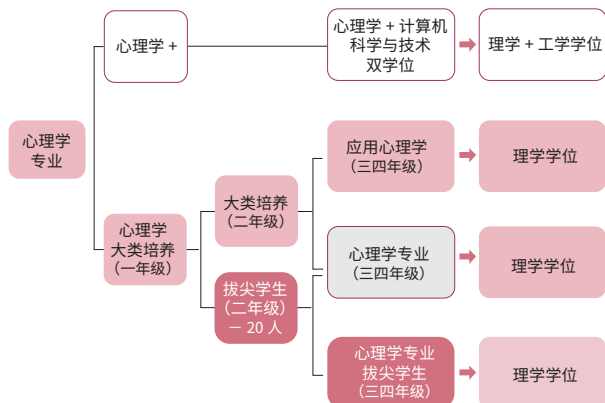 心理学 +
心理学 + 计算机
科学与技术
双学位
理学 + 工学学位
心理学
专业
应用心理学
（三四年级）
理学学位
大类培养
（二年级）
心理学
大类培养
（一年级）
心理学专业
（三四年级）
理学学位
拔尖学生
（二年级）
－ 20 人
心理学专业
拔尖学生
（三四年级）
理学学位